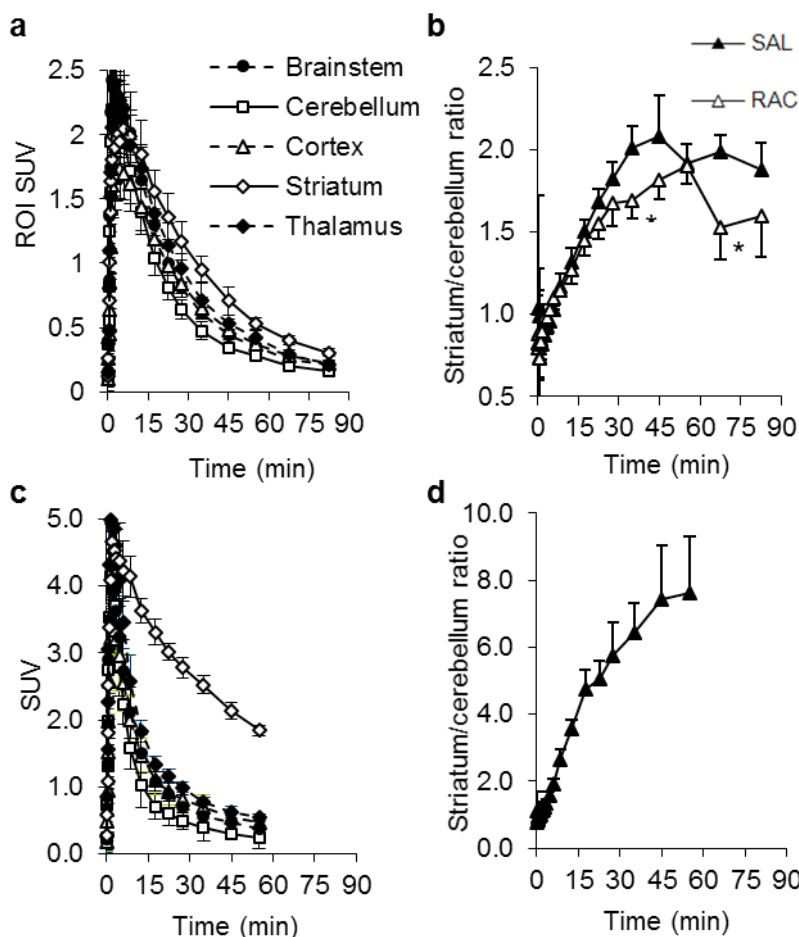 a
ROI SUV
2.5
2
1.5
1
0.5
0
Brainstem
Cerebellum
Cortex
Striatum
Thalamus
0 15 30 45 60 75 90
Time (min)
b
Striatum/cerebellum ratio
2.5
2.0
1.5
1.0
0.5
SAL
RAC
*
*
0 15 30 45 60 75 90
Time (min)
c
SUV
5.0
4.0
3.0
2.0
1.0
0.0
0 15 30 45 60 75 90
Time (min)
d
Striatum/cerebellum ratio
10.0
8.0
6.0
4.0
2.0
0.0
0 15 30 45 60 75 90
Time (min)